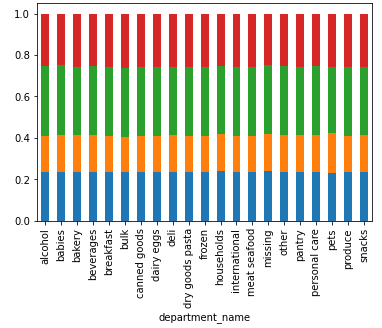 1.0
0.8
0.6
0.4
0.2
0.0
alcohol
babies
bakery
beverages
breakfast
bulk
canned goods
dairy eggs
deli
dry goods pasta
frozen
households
international
meat seafood
missing
other
pantry
personal care
pets
produce
snacks
department_name